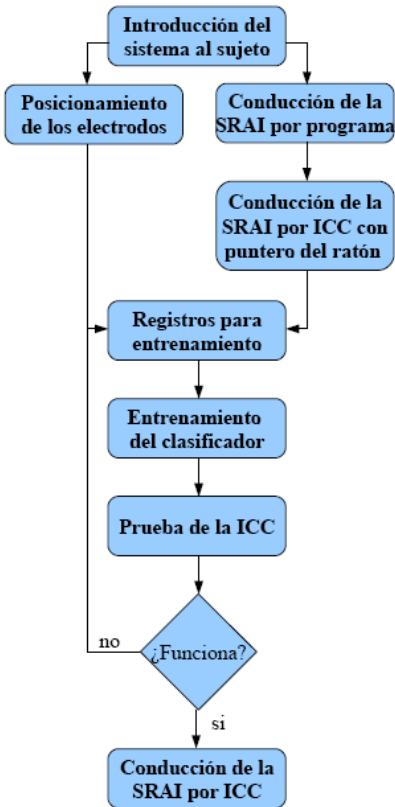 Introducción del
sistema al sujeto
Posicionamiento
de los electrodos
Conducción de la
SRAI por programa
Conducción de la
SRAI por ICC con
puntero del ratón
Registros para
entrenamiento
Entrenamiento
del clasificador
Prueba de la ICC
¿Funciona?
no
si
Conducción de la
SRAI por ICC